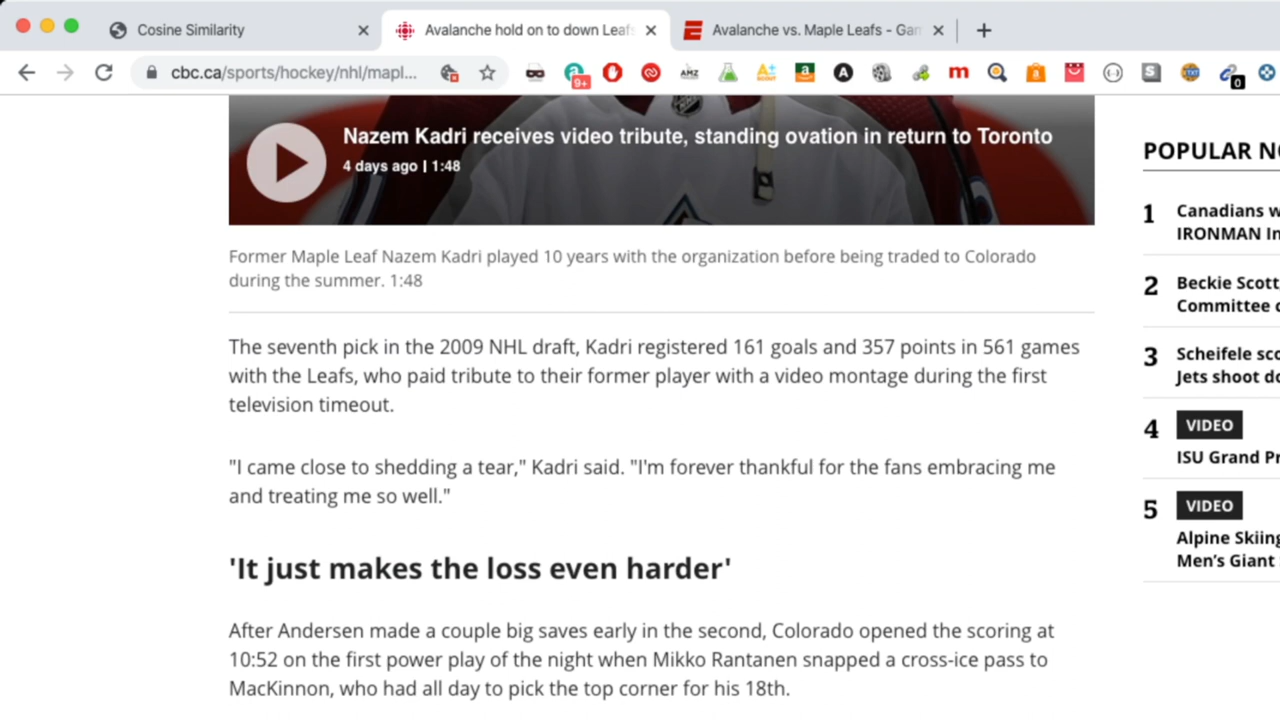 Cosine Similarity
Avalanche hold on to down Leafs
Avalanche vs. Maple Leafs - Gam
cbc.ca/sports/hockey/nhl/mapl...
9+
AMZ
A+
SCOUT
a
A
m
S
TXT
0
Nazem Kadri receives video tribute, standing ovation in return to Toronto
4 days ago | 1:48
Former Maple Leaf Nazem Kadri played 10 years with the organization before being traded to Colorado
during the summer. 1:48
The seventh pick in the 2009 NHL draft, Kadri registered 161 goals and 357 points in 561 games
with the Leafs, who paid tribute to their former player with a video montage during the first
television timeout.
"I came close to shedding a tear," Kadri said. "I'm forever thankful for the fans embracing me
and treating me so well."
'It just makes the loss even harder'
After Andersen made a couple big saves early in the second, Colorado opened the scoring at
10:52 on the first power play of the night when Mikko Rantanen snapped a cross-ice pass to
MacKinnon, who had all day to pick the top corner for his 18th.
POPULAR NO
1 Canadians w
IRONMAN In
2 Beckie Scott,
Committee o
3 Scheifele sco
Jets shoot do
4 VIDEO
ISU Grand Pr
5 VIDEO
Alpine Skiing
Men's Giant